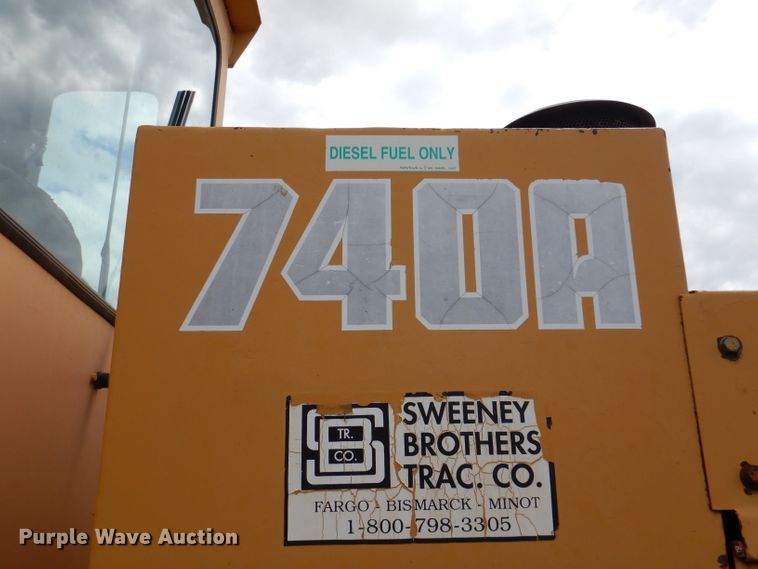 DIESEL FUEL ONLY
740A
TR.
CO.
SWEENEY
BROTHERS
TRAC. CO.
FARGO - BISMARCK - MINOT
1-800-798-3305
Purple Wave Auction